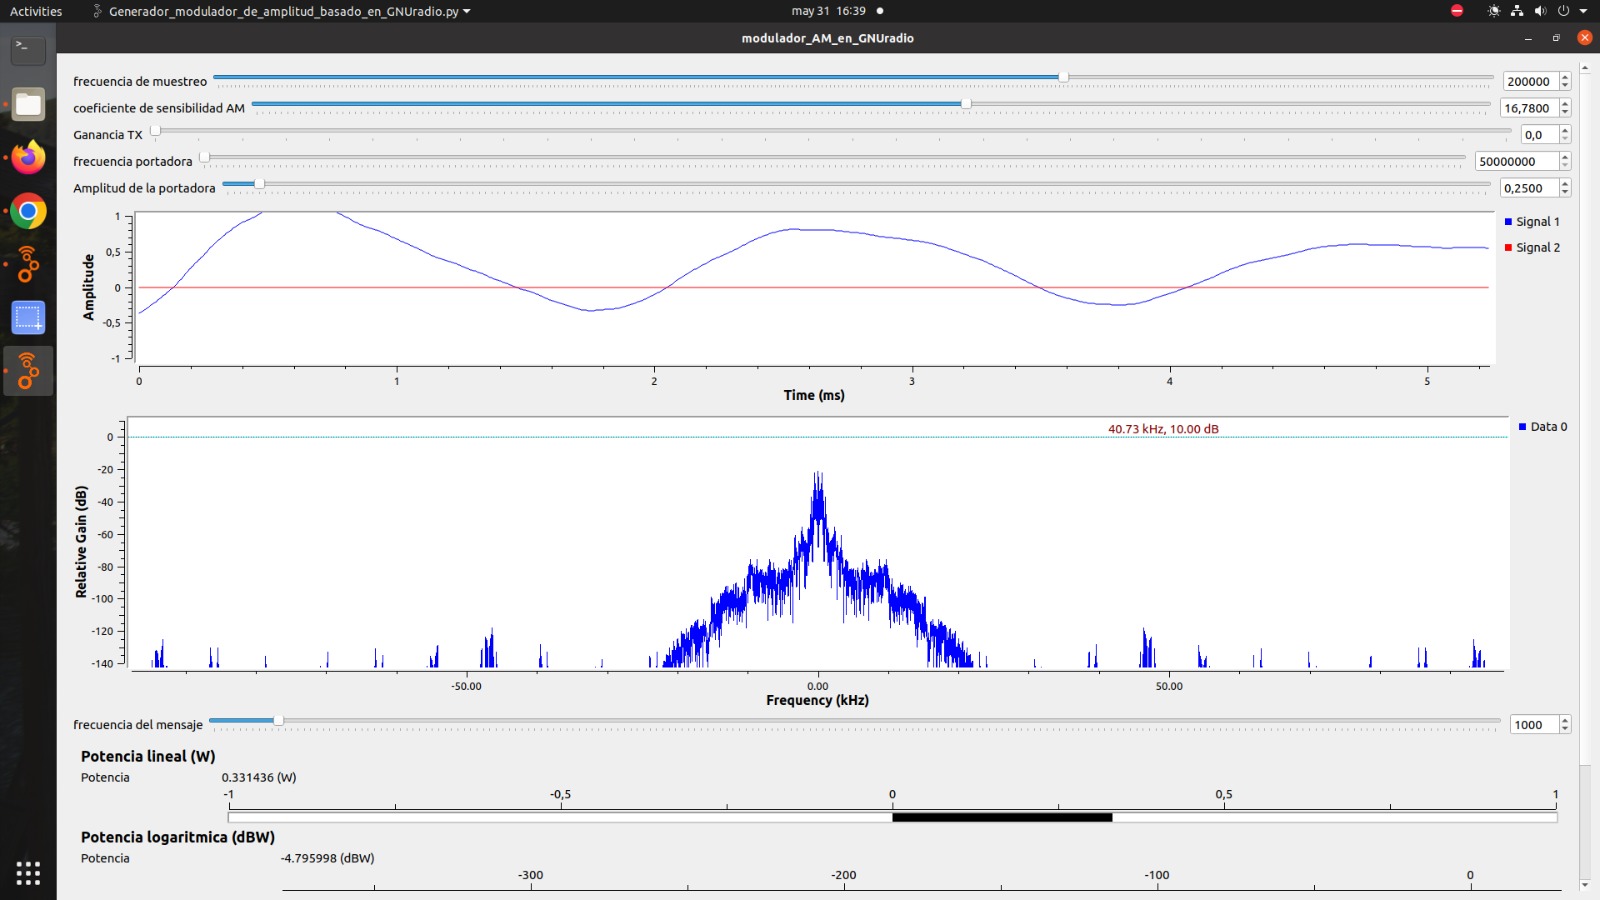 Activities Generador_modulador_de_amplitud_basado_en_GNUradio.py may 31 16:39
modulador_AM_en_GNUradio
frecuencia de muestreo 200000
coeficiente de sensibilidad AM 16,7800
Ganancia TX 0,0
frecuencia portadora 50000000
Amplitud de la portadora 0,2500
1
0,5
0
-0,5
-1
Amplitude
Signal 1
Signal 2
0 1 2 3 4 5
Time (ms)
40.73 kHz, 10.00 dB
Data 0
0
-20
-40
-60
-80
-100
-120
-140
Relative Gain (dB)
-50.00 0.00 50.00
Frequency (kHz)
frecuencia del mensaje 1000
Potencia lineal (W)
Potencia 0.331436 (W)
-1 -0,5 0 0,5 1
Potencia logaritmica (dBW)
Potencia -4.795998 (dBW)
-300 -200 -100 0